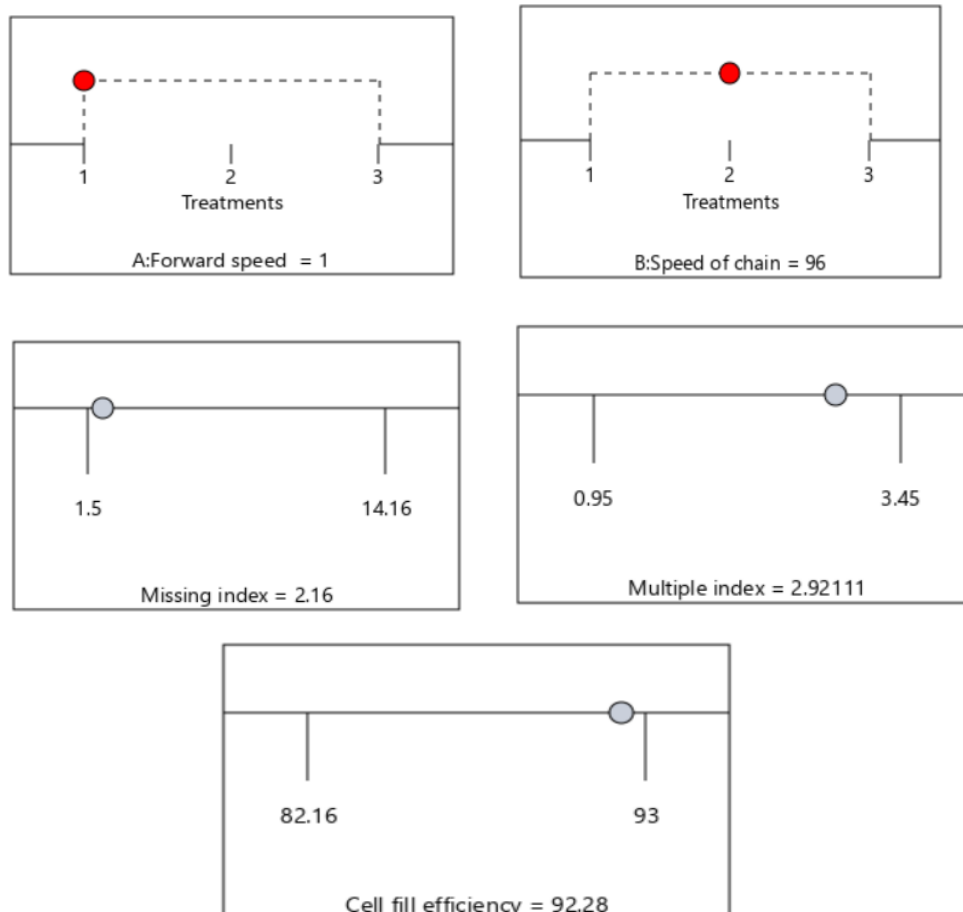 1 2 3
Treatments
A:Forward speed = 1
1 2 3
Treatments
B:Speed of chain = 96
1.5 14.16
Missing index = 2.16
0.95 3.45
Multiple index = 2.92111
82.16 93
Cell fill efficiency = 92.28